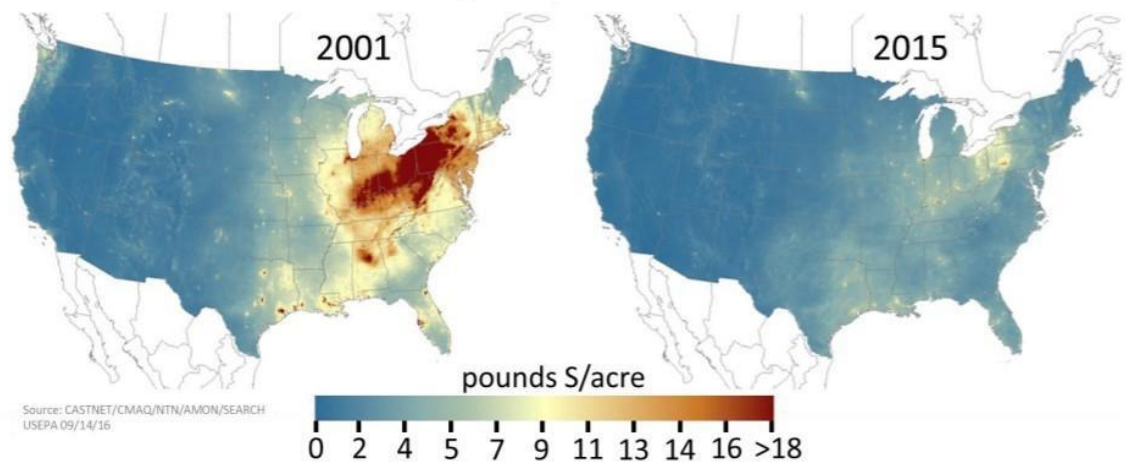 2001
2015
pounds S/acre
0 2 4 5 7 9 11 13 14 16 >18
Source: CASTNET/CMAQ/NTN/AMON/SEARCH
USEPA 09/14/16